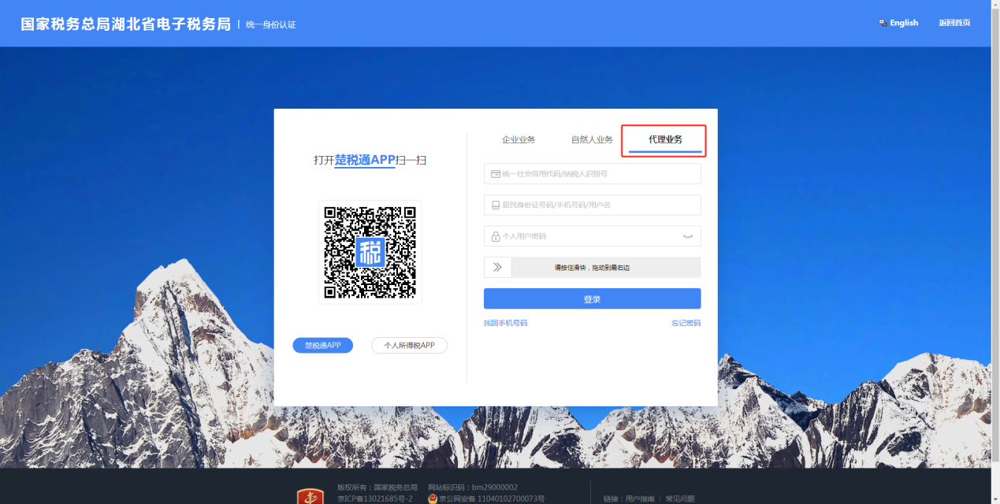 国家税务总局湖北省电子税务局 | 统一身份认证
English 返回首页
企业业务 自然人业务 代理业务
打开楚税通APP扫一扫
税
楚税通APP 个人所得税APP
统一社会信用代码/纳税人识别号
居民身份证号码/手机号码/用户名
个人用户密码
请按住滑块，拖动到最右边
登录
找回手机号码 忘记密码
版权所有：国家税务总局 网站标识码：bm29000002
京ICP备13021685号-2 京公网安备 11040102700073号
链接：用户指南 | 常见问题